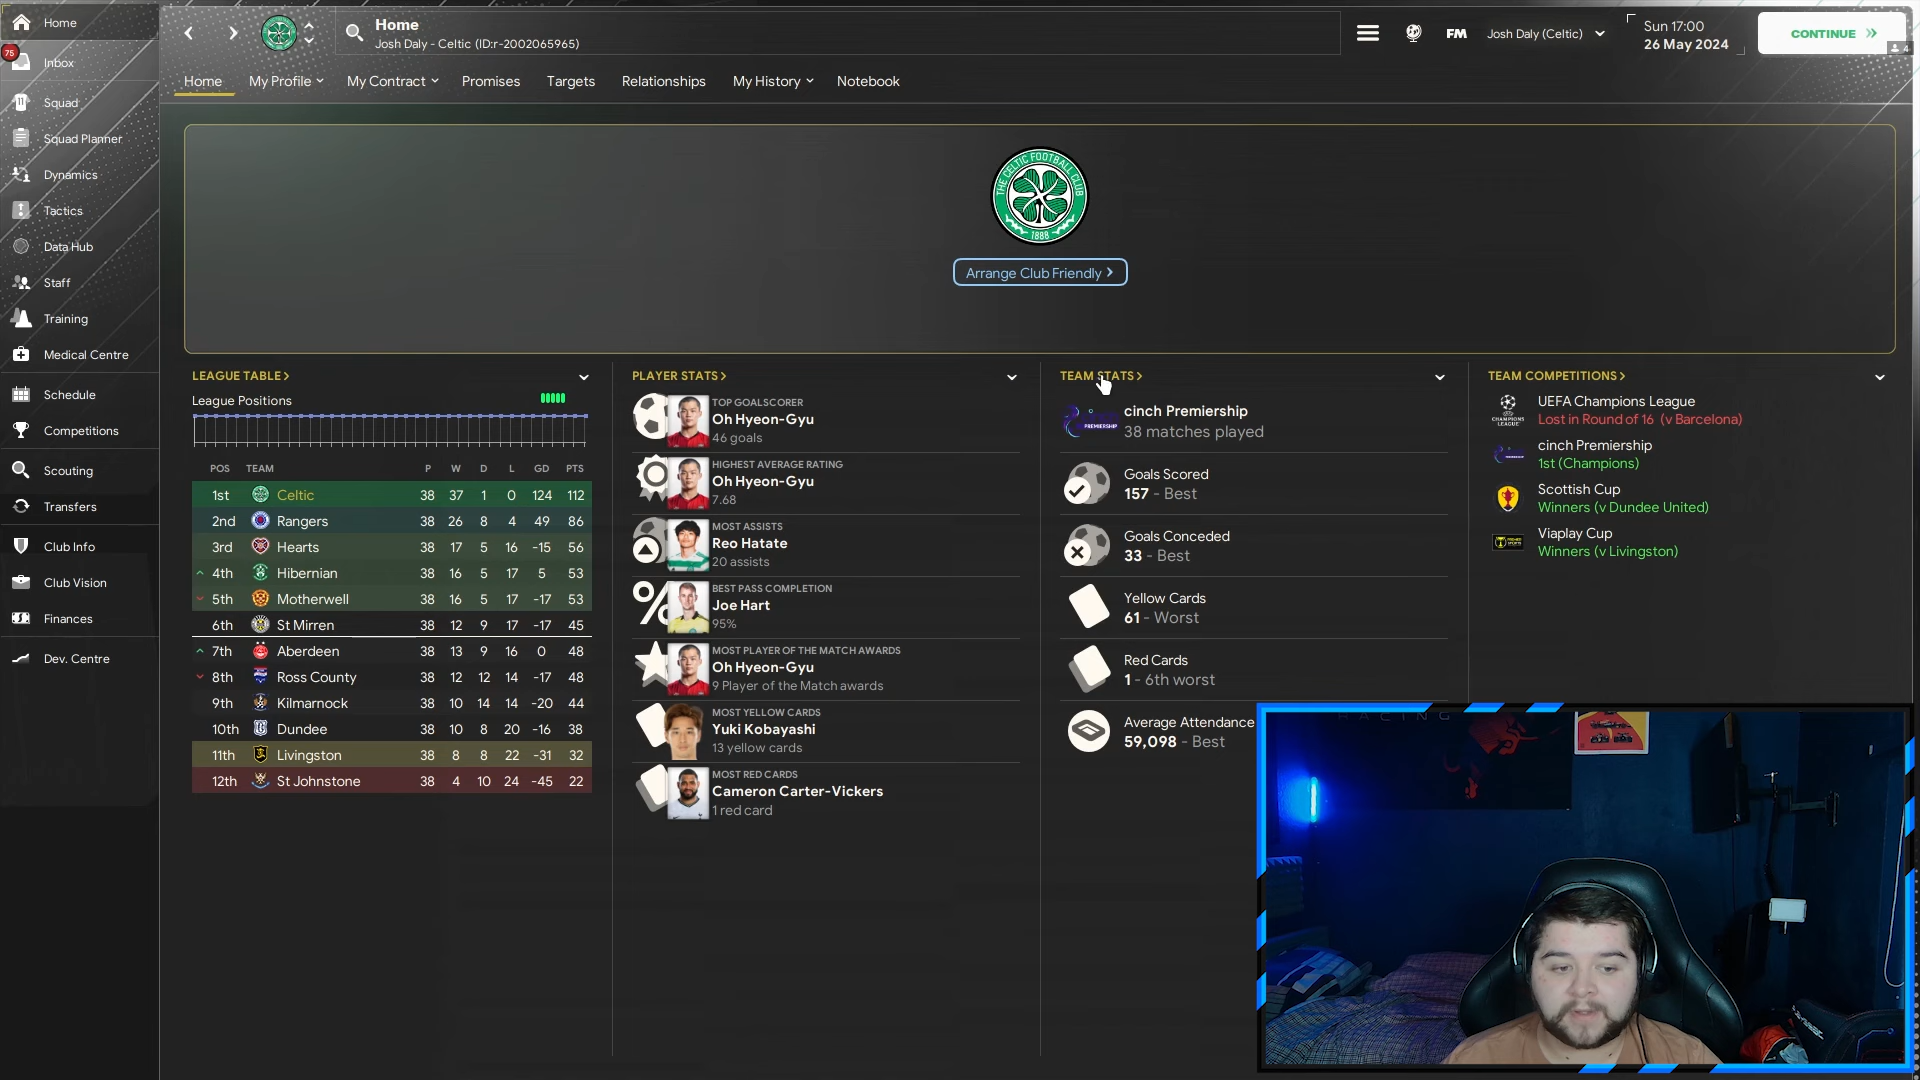 Home
Home
Josh Daly - Celtic (ID:r-2002065965)
FM
Josh Daly (Celtic)
Sun 17:00
26 May 2024
CONTINUE
4
75
Inbox
Squad
Squad Planner
Dynamics
Tactics
Data Hub
Staff
Training
Medical Centre
Schedule
Competitions
Scouting
Transfers
Club Info
Club Vision
Finances
Dev. Centre
Home
My Profile
My Contract
Promises
Targets
Relationships
My History
Notebook
THE CELTIC FOOTBALL CLUB
1888
Arrange Club Friendly >
LEAGUE TABLE >
League Positions
POS TEAM P W D L GD PTS
1st Celtic 38 37 1 0 124 112
2nd Rangers 38 26 8 4 49 86
3rd Hearts 38 17 5 16 -15 56
4th Hibernian 38 16 5 17 5 53
5th Motherwell 38 16 5 17 -17 53
6th St Mirren 38 12 9 17 -17 45
7th Aberdeen 38 13 9 16 0 48
8th Ross County 38 12 12 14 -17 48
9th Kilmarnock 38 10 14 14 -20 44
10th Dundee 38 10 8 20 -16 38
11th Livingston 38 8 8 22 -31 32
12th St Johnstone 38 4 10 24 -45 22
PLAYER STATS >
TOP GOALSCORER
Oh Hyeon-Gyu
46 goals
HIGHEST AVERAGE RATING
Oh Hyeon-Gyu
7.68
MOST ASSISTS
Reo Hatate
20 assists
BEST PASS COMPLETION
Joe Hart
95%
MOST PLAYER OF THE MATCH AWARDS
Oh Hyeon-Gyu
9 Player of the Match awards
MOST YELLOW CARDS
Yuki Kobayashi
13 yellow cards
MOST RED CARDS
Cameron Carter-Vickers
1 red card
TEAM STATS >
PREMIERSHIP
cinch Premiership
38 matches played
Goals Scored
157 - Best
Goals Conceded
33 - Best
Yellow Cards
61 - Worst
Red Cards
1 - 6th worst
Average Attendance
59,098 - Best
TEAM COMPETITIONS >
UEFA Champions League
Lost in Round of 16 (v Barcelona)
cinch Premiership
1st (Champions)
Scottish Cup
Winners (v Dundee United)
Viaplay Cup
Winners (v Livingston)
RACING